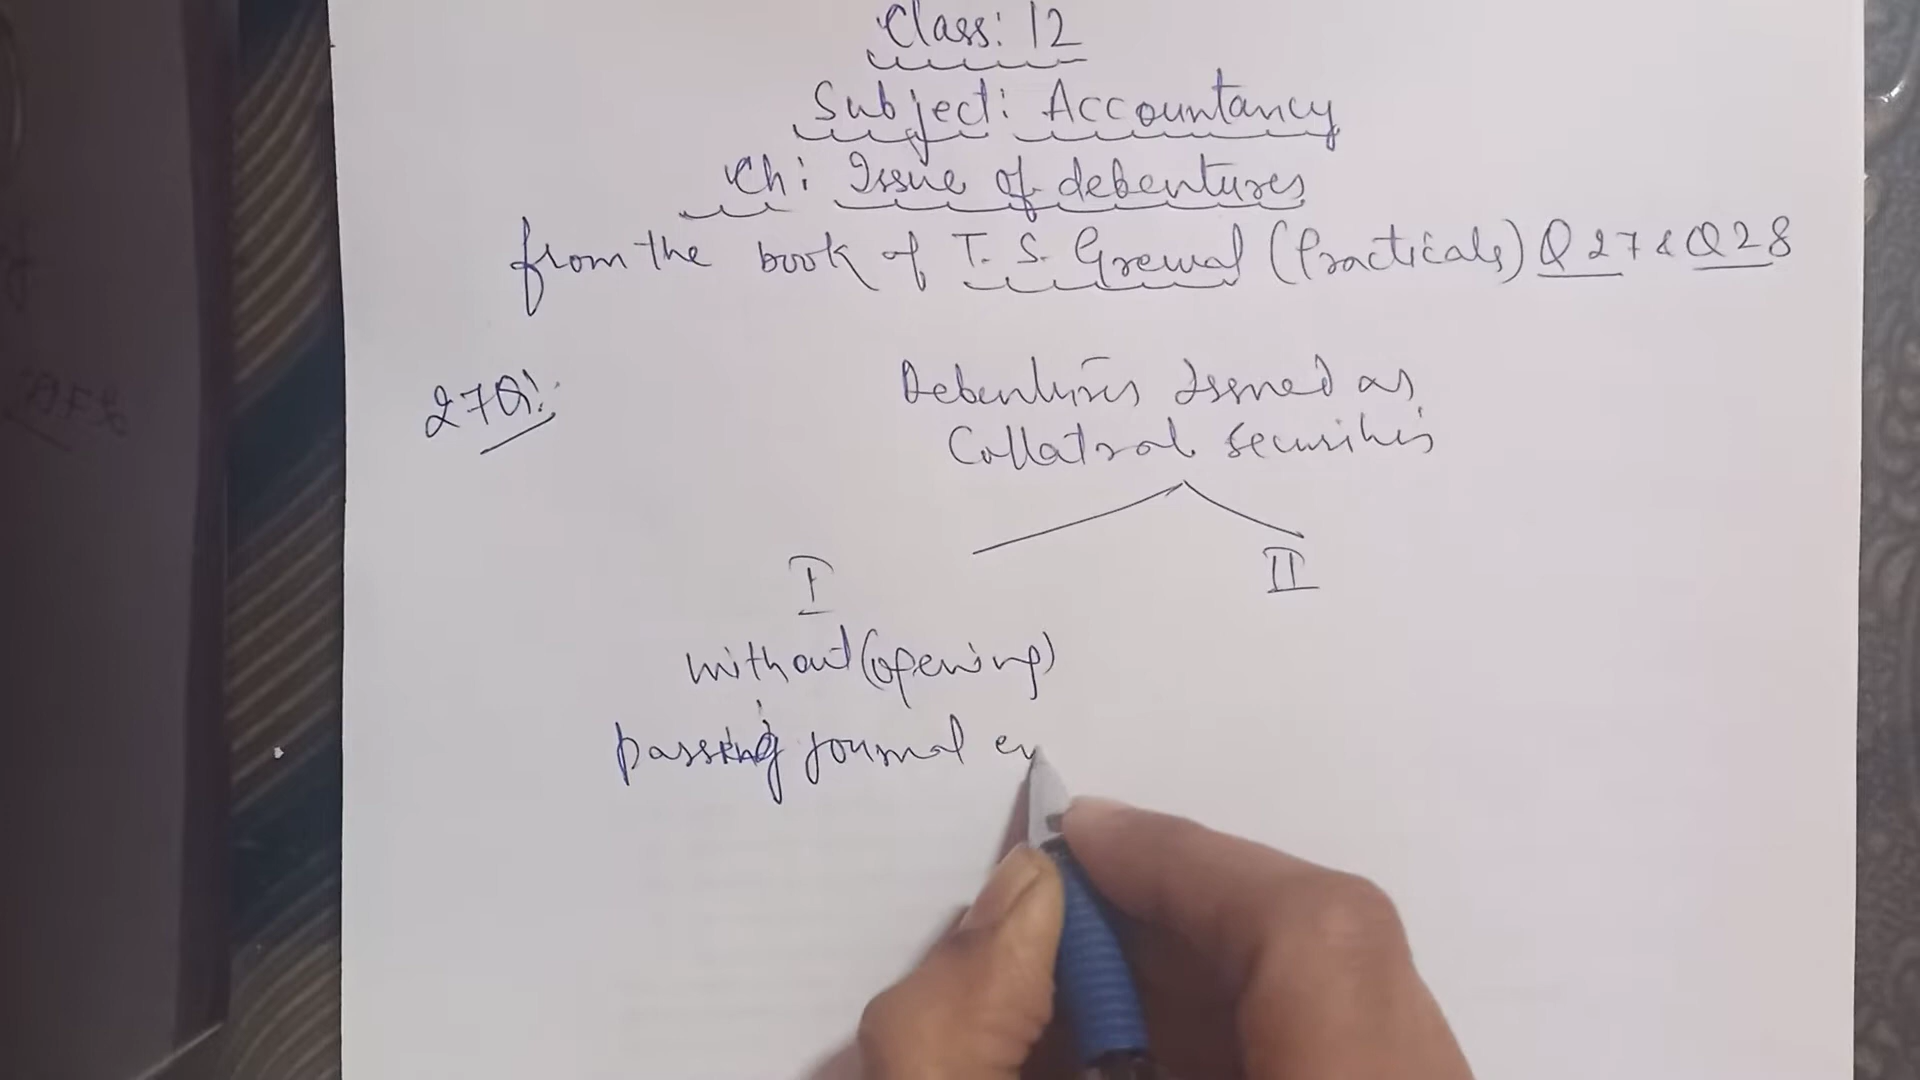 Class: 12
Subject: Accountancy
Ch: Issue of debentures
from the book of T. S. Grewal (Practicals) Q 27 & Q 28
27Q:
Debentures Issued as
Collatral securities
I
II
without (opening)
passing journal en